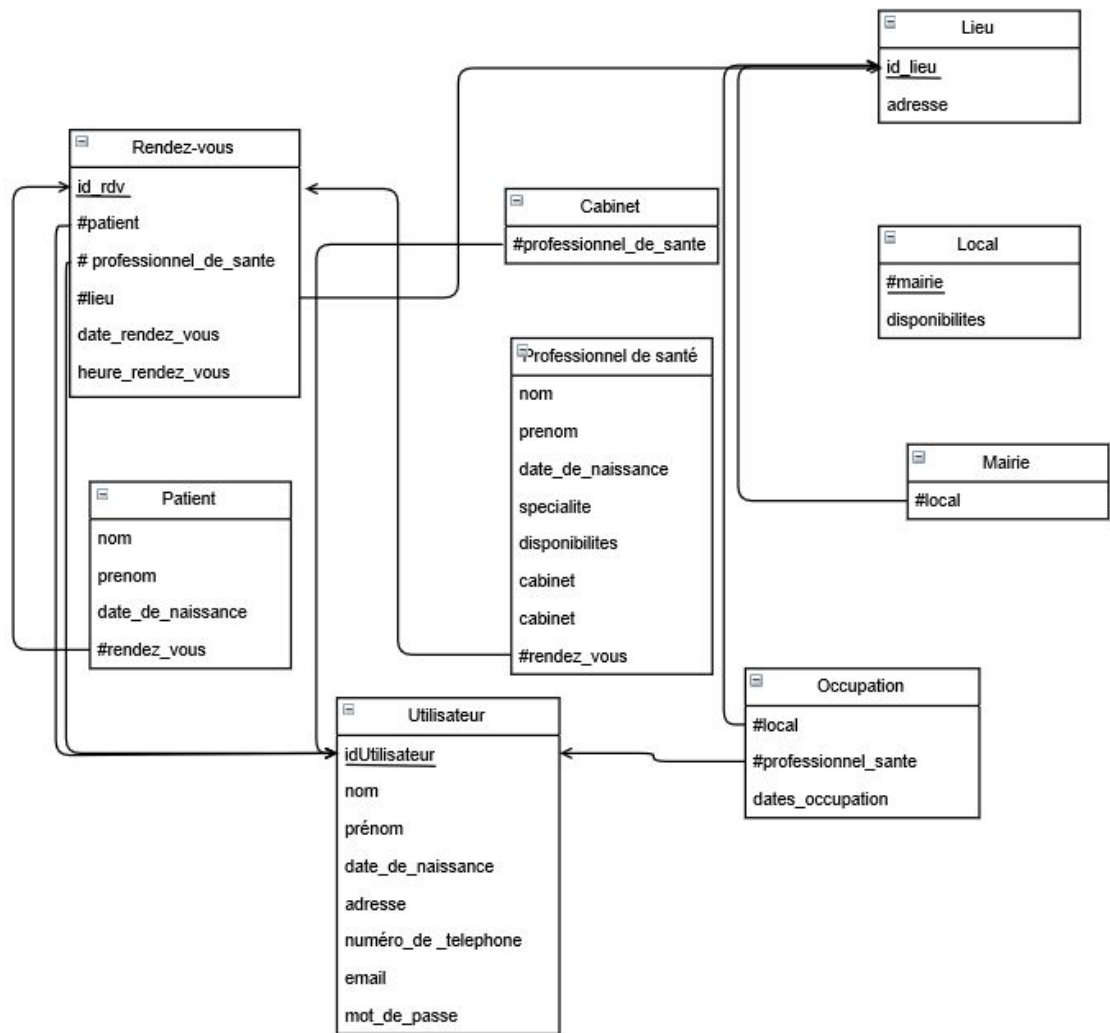 Lieu
id_lieu
adresse
Rendez-vous
id_rdv
#patient
# professionnel_de_sante
#lieu
date_rendez_vous
heure_rendez_vous
Cabinet
#professionnel_de_sante
Local
#mairie
disponibilites
Professionnel de santé
nom
prenom
date_de_naissance
specialite
disponibilites
cabinet
cabinet
#rendez_vous
Mairie
#local
Patient
nom
prenom
date_de_naissance
#rendez_vous
Occupation
#local
#professionnel_sante
dates_occupation
Utilisateur
idUtilisateur
nom
prénom
date_de_naissance
adresse
numéro_de _telephone
email
mot_de_passe